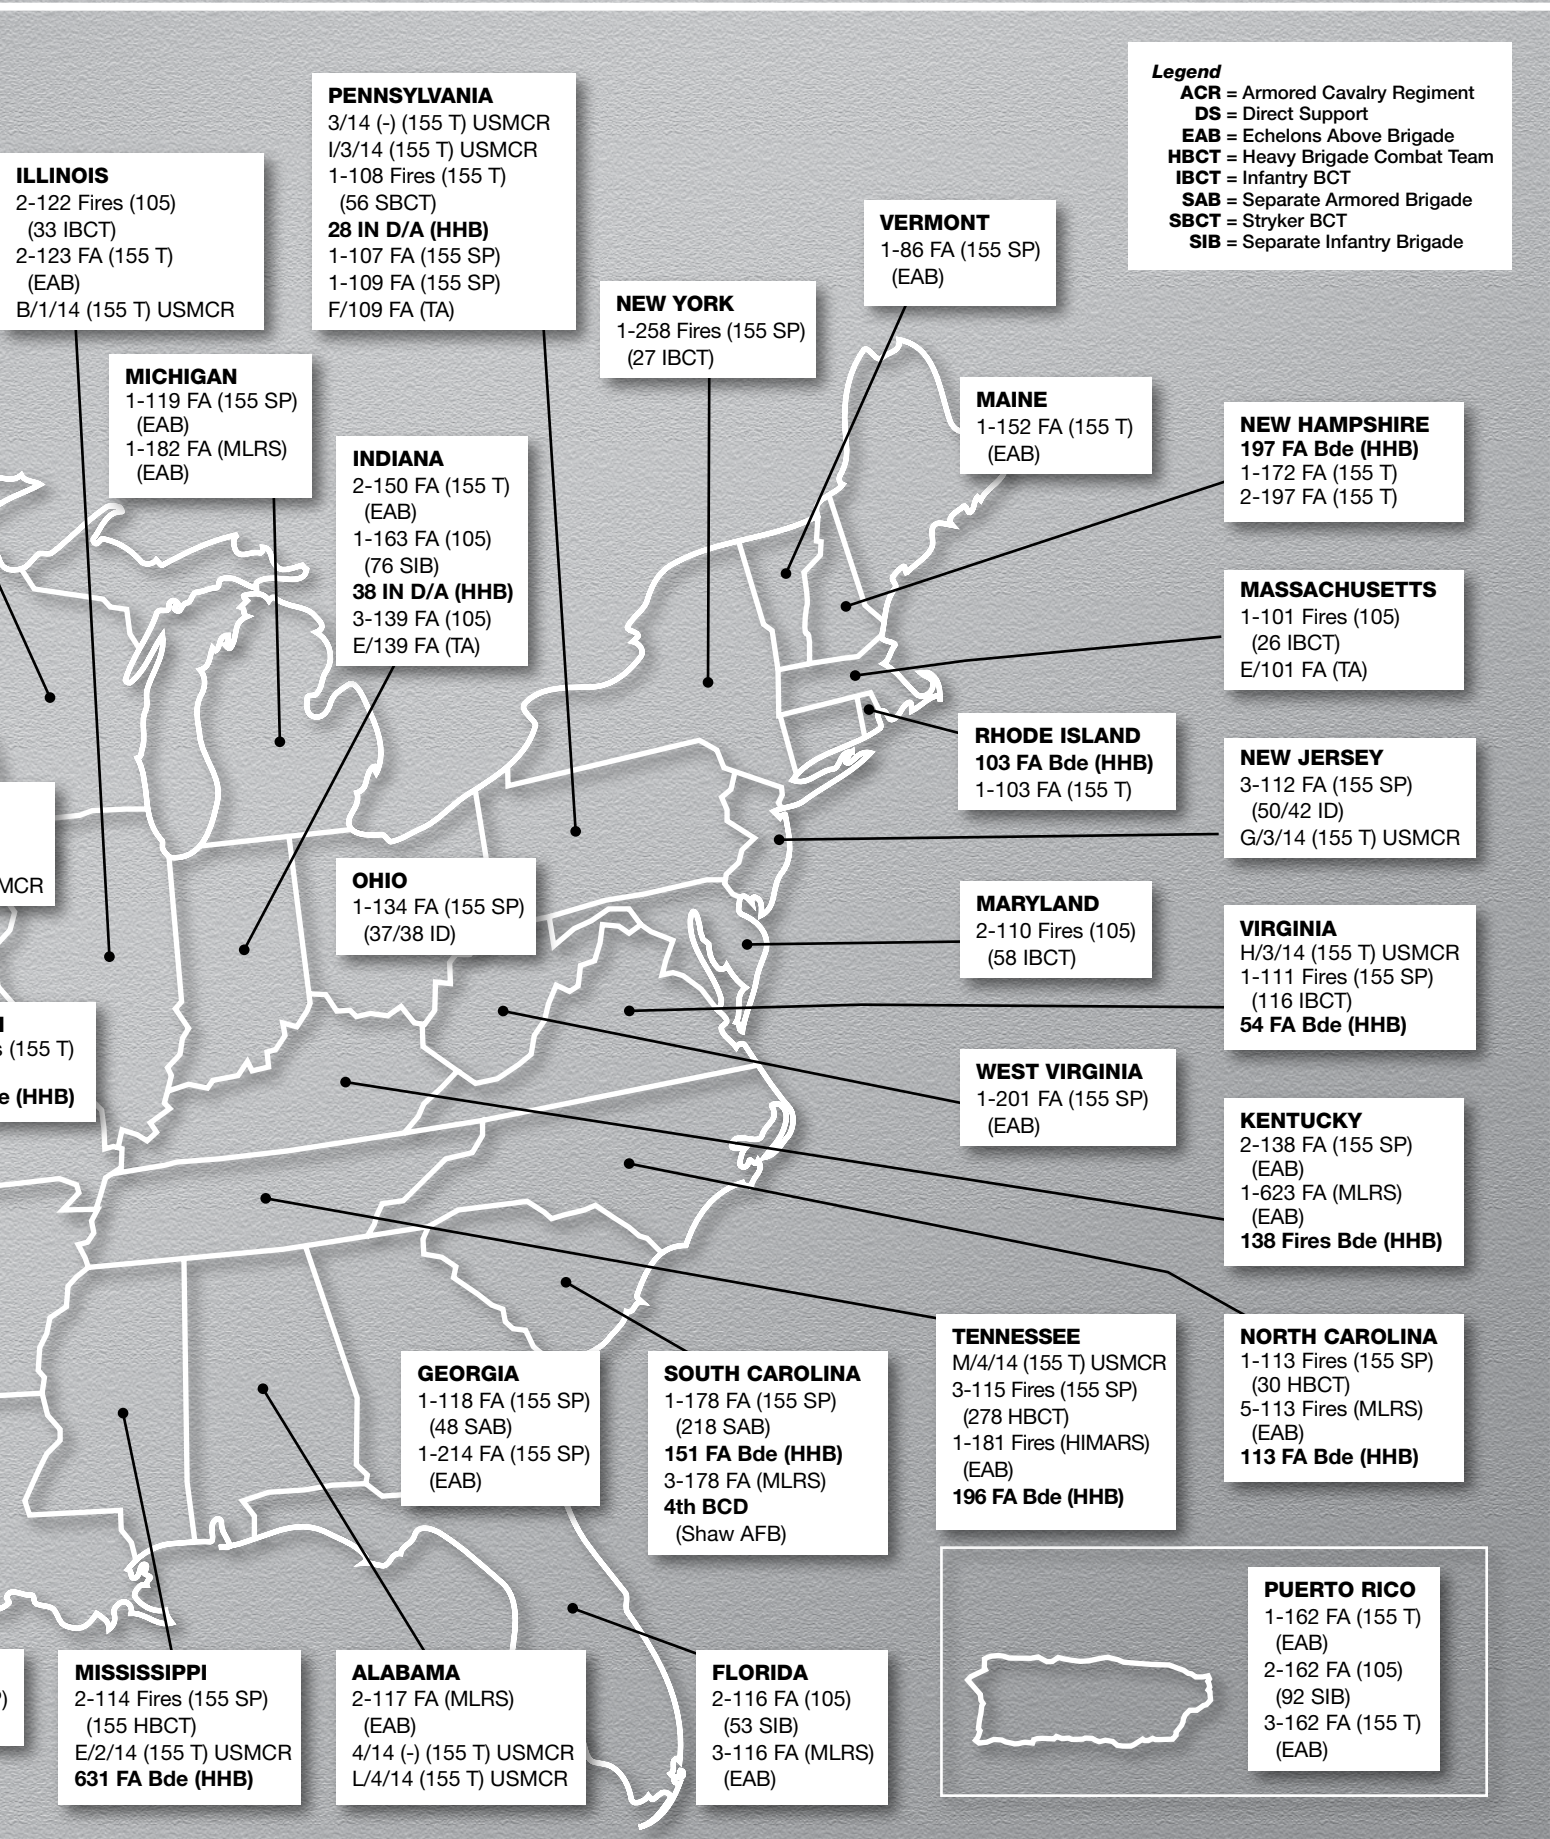 Legend
ACR = Armored Cavalry Regiment
DS = Direct Support
EAB = Echelons Above Brigade
HBCT = Heavy Brigade Combat Team
IBCT = Infantry BCT
SAB = Separate Armored Brigade
SBCT = Stryker BCT
SIB = Separate Infantry Brigade
PENNSYLVANIA
3/14 (-) (155 T) USMCR
I/3/14 (155 T) USMCR
1-108 Fires (155 T)
(56 SBCT)
28 IN D/A (HHB)
1-107 FA (155 SP)
1-109 FA (155 SP)
F/109 FA (TA)
ILLINOIS
2-122 Fires (105)
(33 IBCT)
2-123 FA (155 T)
(EAB)
B/1/14 (155 T) USMCR
VERMONT
1-86 FA (155 SP)
(EAB)
NEW YORK
1-258 Fires (155 SP)
(27 IBCT)
MICHIGAN
1-119 FA (155 SP)
(EAB)
1-182 FA (MLRS)
(EAB)
MAINE
1-152 FA (155 T)
(EAB)
NEW HAMPSHIRE
197 FA Bde (HHB)
1-172 FA (155 T)
2-197 FA (155 T)
INDIANA
2-150 FA (155 T)
(EAB)
1-163 FA (105)
(76 SIB)
38 IN D/A (HHB)
3-139 FA (105)
E/139 FA (TA)
MASSACHUSETTS
1-101 Fires (105)
(26 IBCT)
E/101 FA (TA)
RHODE ISLAND
103 FA Bde (HHB)
1-103 FA (155 T)
NEW JERSEY
3-112 FA (155 SP)
(50/42 ID)
G/3/14 (155 T) USMCR
MCR
OHIO
1-134 FA (155 SP)
(37/38 ID)
MARYLAND
2-110 Fires (105)
(58 IBCT)
VIRGINIA
H/3/14 (155 T) USMCR
1-111 Fires (155 SP)
(116 IBCT)
54 FA Bde (HHB)
s (155 T)
e (HHB)
WEST VIRGINIA
1-201 FA (155 SP)
(EAB)
KENTUCKY
2-138 FA (155 SP)
(EAB)
1-623 FA (MLRS)
(EAB)
138 Fires Bde (HHB)
TENNESSEE
M/4/14 (155 T) USMCR
3-115 Fires (155 SP)
(278 HBCT)
1-181 Fires (HIMARS)
(EAB)
196 FA Bde (HHB)
NORTH CAROLINA
1-113 Fires (155 SP)
(30 HBCT)
5-113 Fires (MLRS)
(EAB)
113 FA Bde (HHB)
GEORGIA
1-118 FA (155 SP)
(48 SAB)
1-214 FA (155 SP)
(EAB)
SOUTH CAROLINA
1-178 FA (155 SP)
(218 SAB)
151 FA Bde (HHB)
3-178 FA (MLRS)
4th BCD
(Shaw AFB)
PUERTO RICO
1-162 FA (155 T)
(EAB)
2-162 FA (105)
(92 SIB)
3-162 FA (155 T)
(EAB)
MISSISSIPPI
2-114 Fires (155 SP)
(155 HBCT)
E/2/14 (155 T) USMCR
631 FA Bde (HHB)
ALABAMA
2-117 FA (MLRS)
(EAB)
4/14 (-) (155 T) USMCR
L/4/14 (155 T) USMCR
FLORIDA
2-116 FA (105)
(53 SIB)
3-116 FA (MLRS)
(EAB)